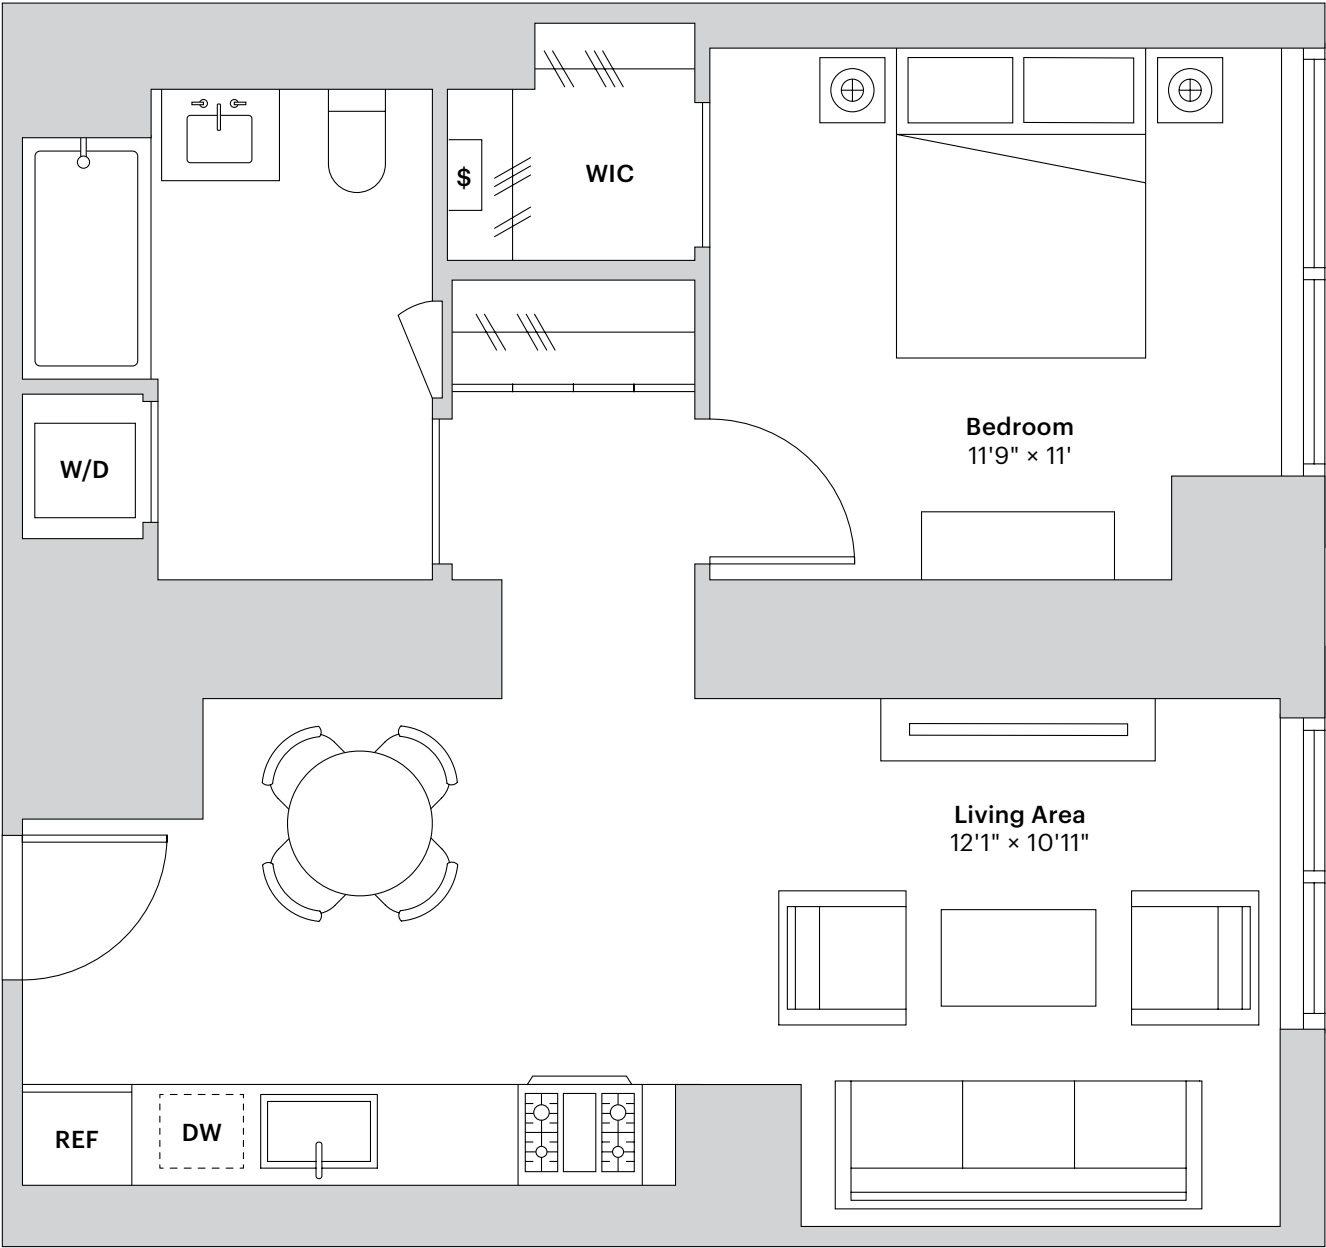 $
WIC
Bedroom
11'9" × 11'
W/D
Living Area
12'1" × 10'11"
REF
DW